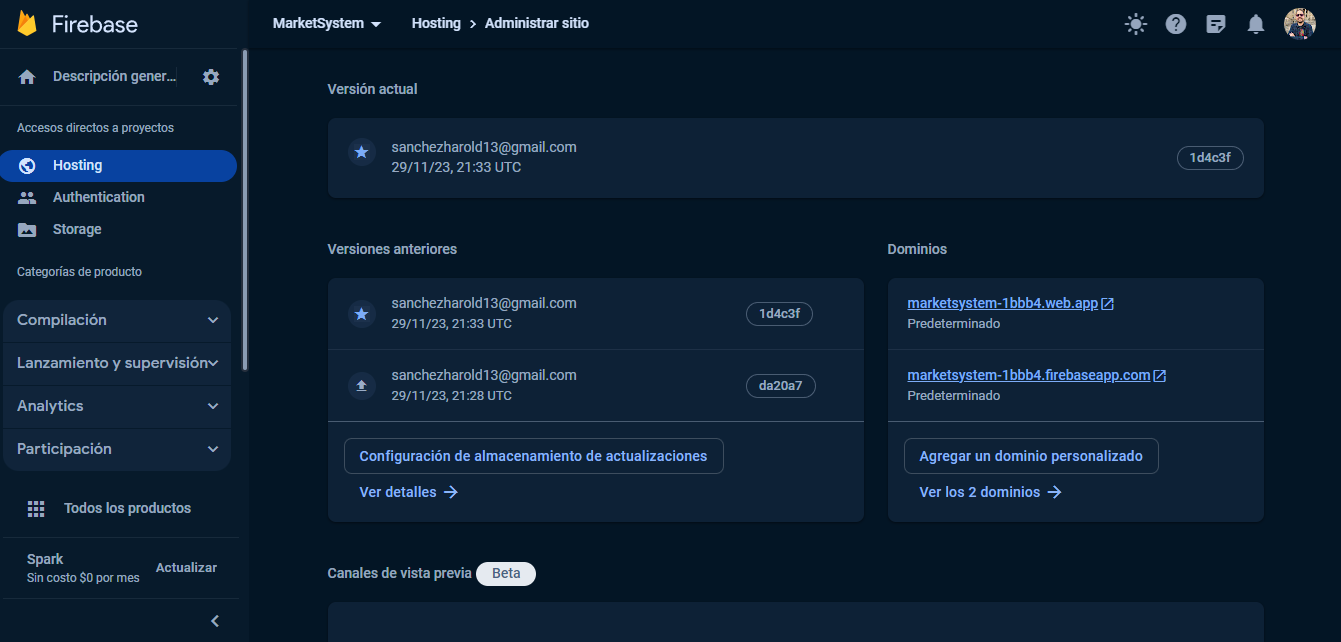 Firebase
MarketSystem
Hosting > Administrar sitio
Descripción gener...
Accesos directos a proyectos
Hosting
Authentication
Storage
Categorías de producto
Compilación
Lanzamiento y supervisión
Analytics
Participación
Todos los productos
Spark
Sin costo $0 por mes
Actualizar
Versión actual
sanchezharold13@gmail.com
29/11/23, 21:33 UTC
1d4c3f
Versiones anteriores
sanchezharold13@gmail.com
29/11/23, 21:33 UTC
1d4c3f
sanchezharold13@gmail.com
29/11/23, 21:28 UTC
da20a7
Configuración de almacenamiento de actualizaciones
Ver detalles
Dominios
marketsystem-1bbb4.web.app
Predeterminado
marketsystem-1bbb4.firebaseapp.com
Predeterminado
Agregar un dominio personalizado
Ver los 2 dominios
Canales de vista previa Beta